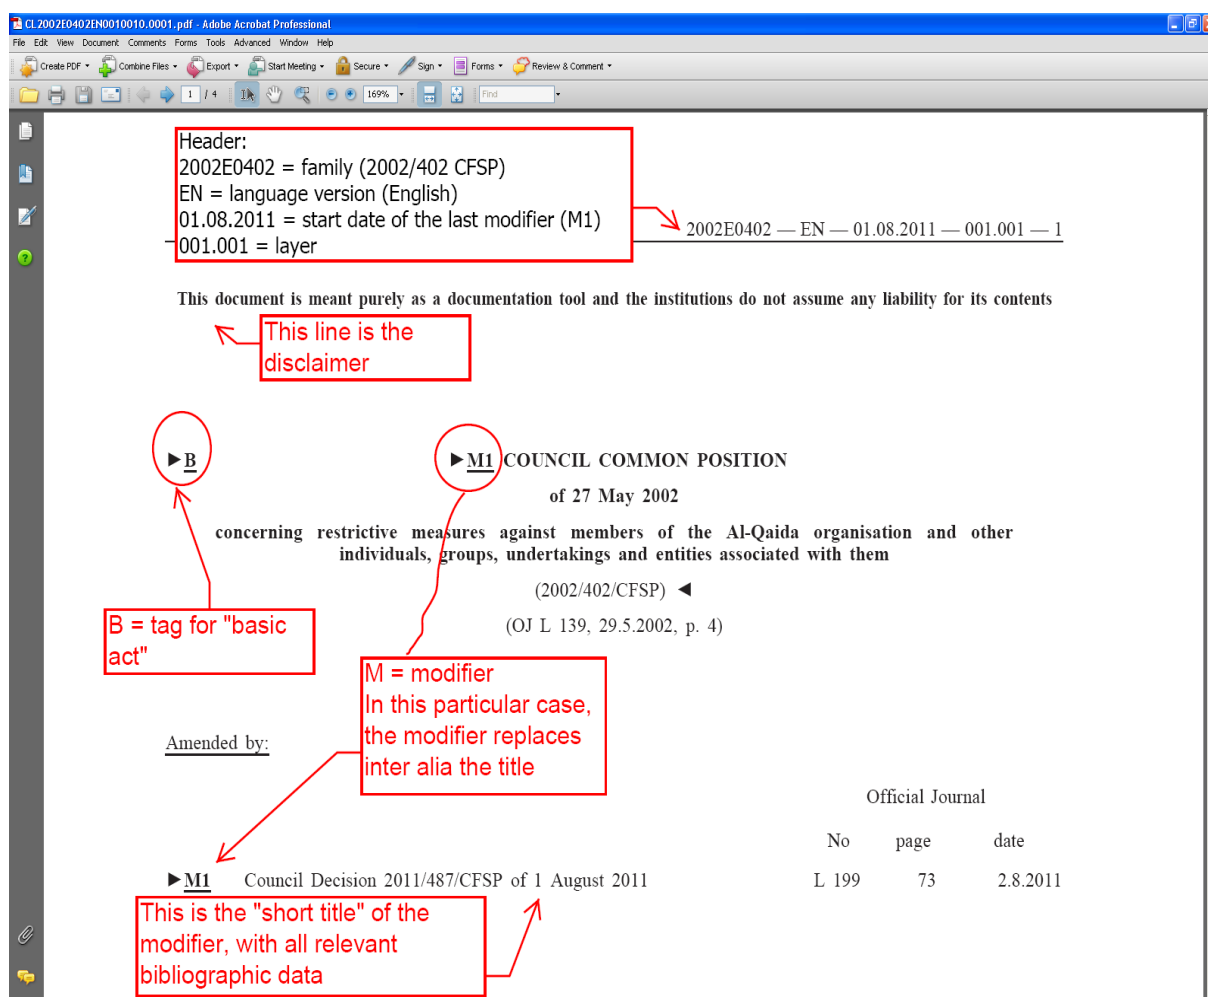 CL2002E0402EN0010010.0001.pdf - Adobe Acrobat Professional
File Edit View Document Comments Forms Tools Advanced Window Help
Create PDF Combine Files Export Start Meeting Secure Sign Forms Review & Comment
1 / 4 169% Find
Header:
2002E0402 = family (2002/402 CFSP)
EN = language version (English)
01.08.2011 = start date of the last modifier (M1)
001.001 = layer
2002E0402 — EN — 01.08.2011 — 001.001 — 1
This document is meant purely as a documentation tool and the institutions do not assume any liability for its contents
This line is the
disclaimer
►B ►M1 COUNCIL COMMON POSITION
of 27 May 2002
concerning restrictive measures against members of the Al-Qaida organisation and other
individuals, groups, undertakings and entities associated with them
(2002/402/CFSP) ◄
(OJ L 139, 29.5.2002, p. 4)
B = tag for "basic
act"
M = modifier
In this particular case,
the modifier replaces
inter alia the title
Amended by:
Official Journal
No page date
►M1 Council Decision 2011/487/CFSP of 1 August 2011 L 199 73 2.8.2011
This is the "short title" of the
modifier, with all relevant
bibliographic data